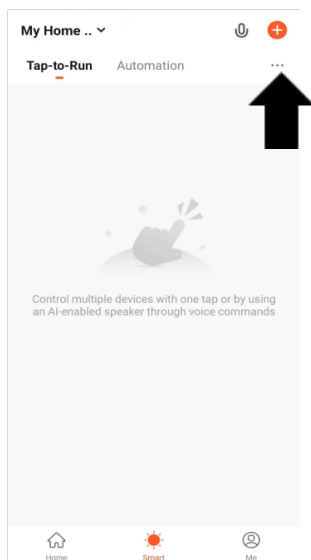 My Home ..
Tap-to-Run Automation ...
Control multiple devices with one tap or by using
an AI-enabled speaker through voice commands
Home Smart Me